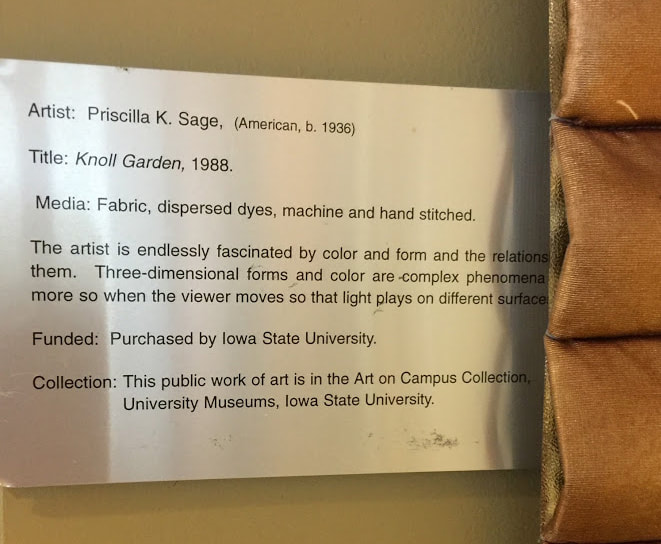 Artist: Priscilla K. Sage, (American, b. 1936)
Title: Knoll Garden, 1988.
Media: Fabric, dispersed dyes, machine and hand stitched.
The artist is endlessly fascinated by color and form and the relations
them. Three-dimensional forms and color are complex phenomena
more so when the viewer moves so that light plays on different surface
Funded: Purchased by Iowa State University.
Collection: This public work of art is in the Art on Campus Collection,
University Museums, Iowa State University.